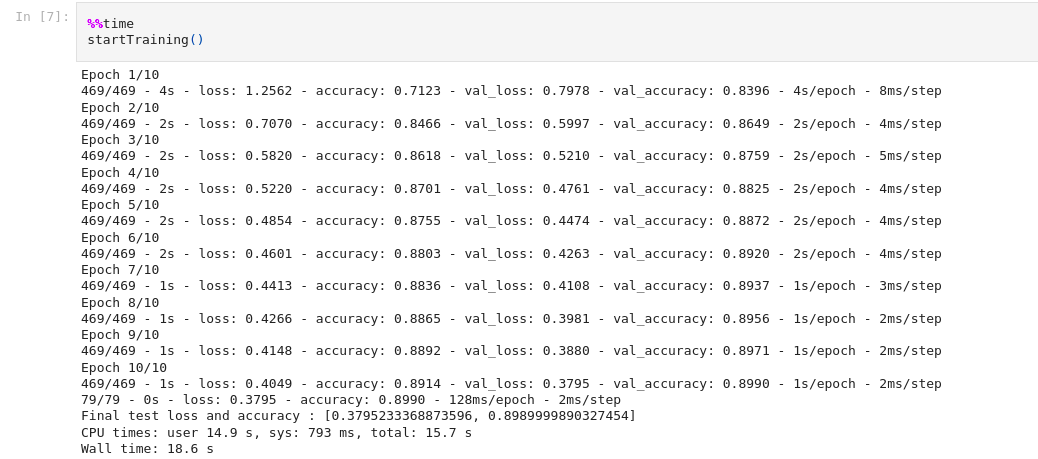 In [7]:
%%time
startTraining()
Epoch 1/10
469/469 - 4s - loss: 1.2562 - accuracy: 0.7123 - val_loss: 0.7978 - val_accuracy: 0.8396 - 4s/epoch - 8ms/step
Epoch 2/10
469/469 - 2s - loss: 0.7070 - accuracy: 0.8466 - val_loss: 0.5997 - val_accuracy: 0.8649 - 2s/epoch - 4ms/step
Epoch 3/10
469/469 - 2s - loss: 0.5820 - accuracy: 0.8618 - val_loss: 0.5210 - val_accuracy: 0.8759 - 2s/epoch - 5ms/step
Epoch 4/10
469/469 - 2s - loss: 0.5220 - accuracy: 0.8701 - val_loss: 0.4761 - val_accuracy: 0.8825 - 2s/epoch - 4ms/step
Epoch 5/10
469/469 - 2s - loss: 0.4854 - accuracy: 0.8755 - val_loss: 0.4474 - val_accuracy: 0.8872 - 2s/epoch - 4ms/step
Epoch 6/10
469/469 - 2s - loss: 0.4601 - accuracy: 0.8803 - val_loss: 0.4263 - val_accuracy: 0.8920 - 2s/epoch - 4ms/step
Epoch 7/10
469/469 - 1s - loss: 0.4413 - accuracy: 0.8836 - val_loss: 0.4108 - val_accuracy: 0.8937 - 1s/epoch - 3ms/step
Epoch 8/10
469/469 - 1s - loss: 0.4266 - accuracy: 0.8865 - val_loss: 0.3981 - val_accuracy: 0.8956 - 1s/epoch - 2ms/step
Epoch 9/10
469/469 - 1s - loss: 0.4148 - accuracy: 0.8892 - val_loss: 0.3880 - val_accuracy: 0.8971 - 1s/epoch - 2ms/step
Epoch 10/10
469/469 - 1s - loss: 0.4049 - accuracy: 0.8914 - val_loss: 0.3795 - val_accuracy: 0.8990 - 1s/epoch - 2ms/step
79/79 - 0s - loss: 0.3795 - accuracy: 0.8990 - 128ms/epoch - 2ms/step
Final test loss and accuracy : [0.3795233368873596, 0.8989999890327454]
CPU times: user 14.9 s, sys: 793 ms, total: 15.7 s
Wall time: 18.6 s